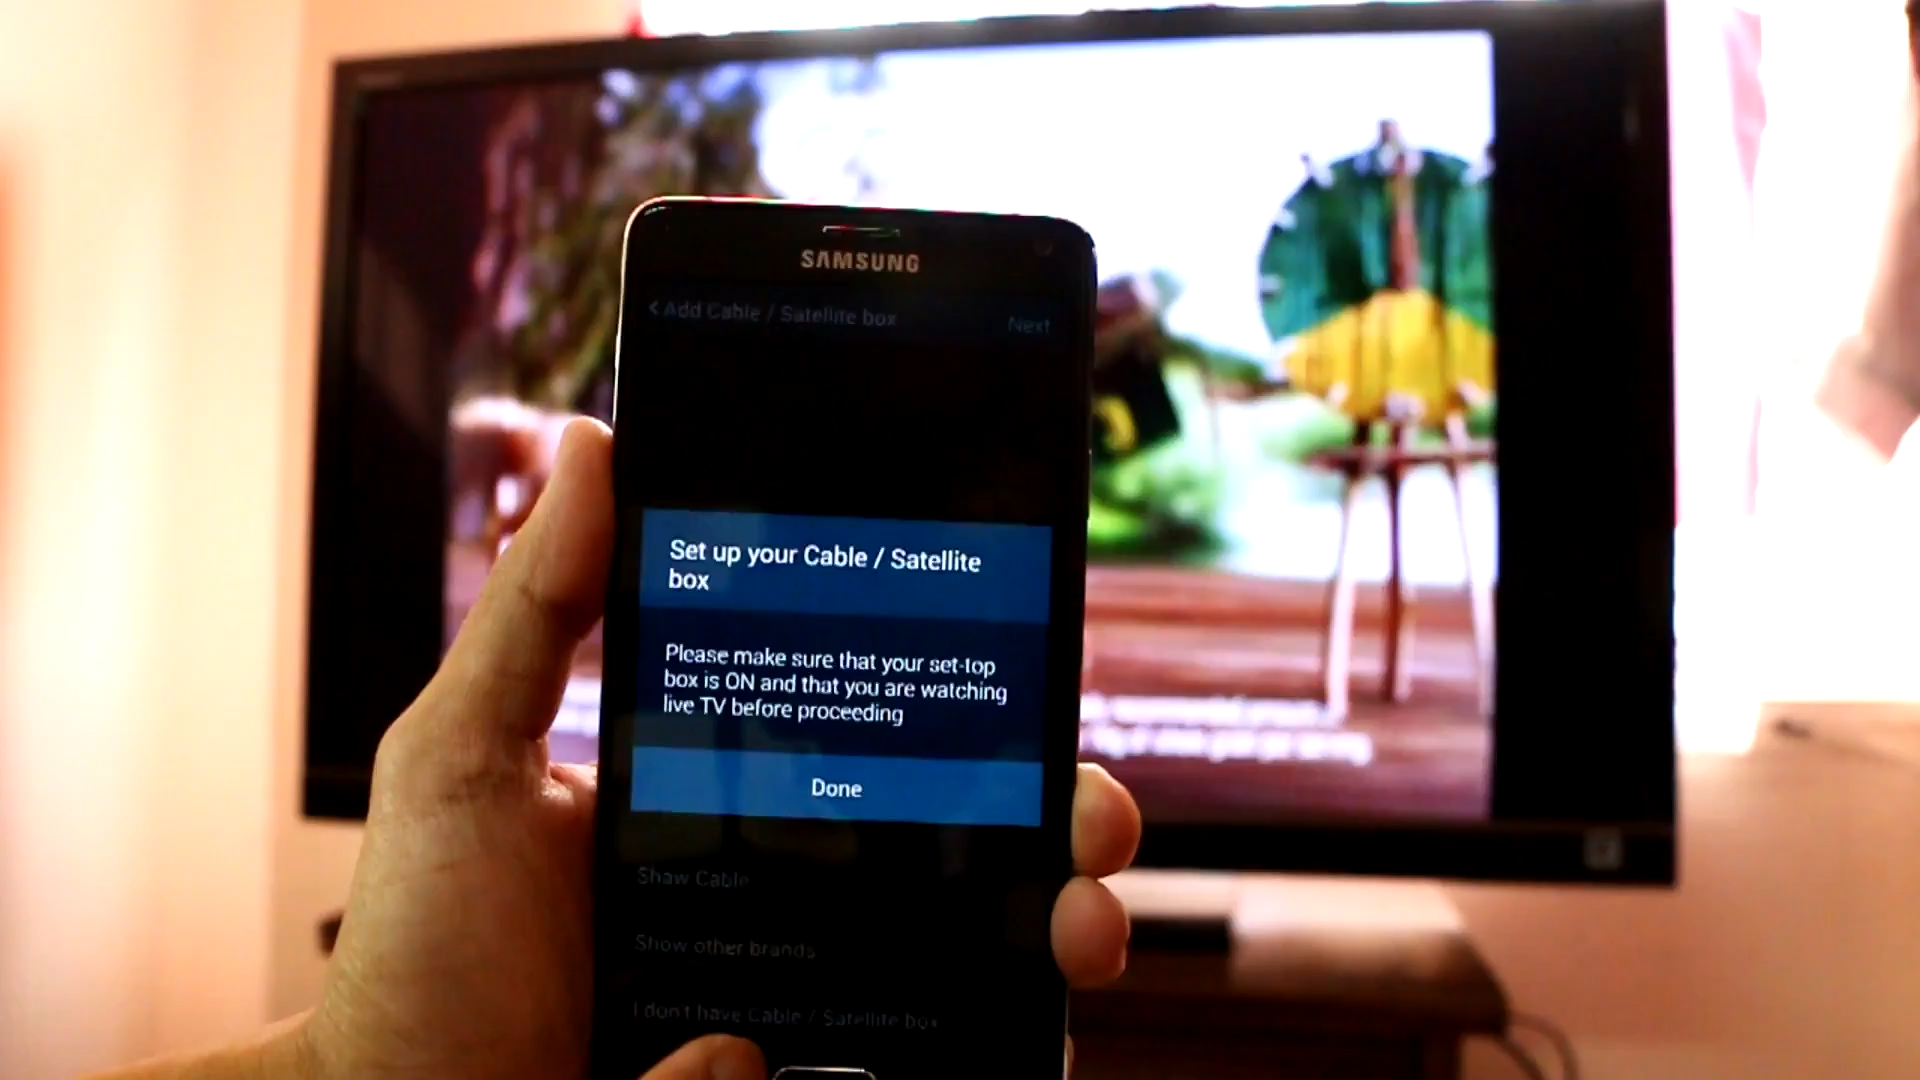 SAMSUNG
< Add Cable / Satellite box
Next
Set up your Cable / Satellite
box
Please make sure that your set-top
box is ON and that you are watching
live TV before proceeding
Done
Shaw Cable
Show other brands
I don't have Cable / Satellite box